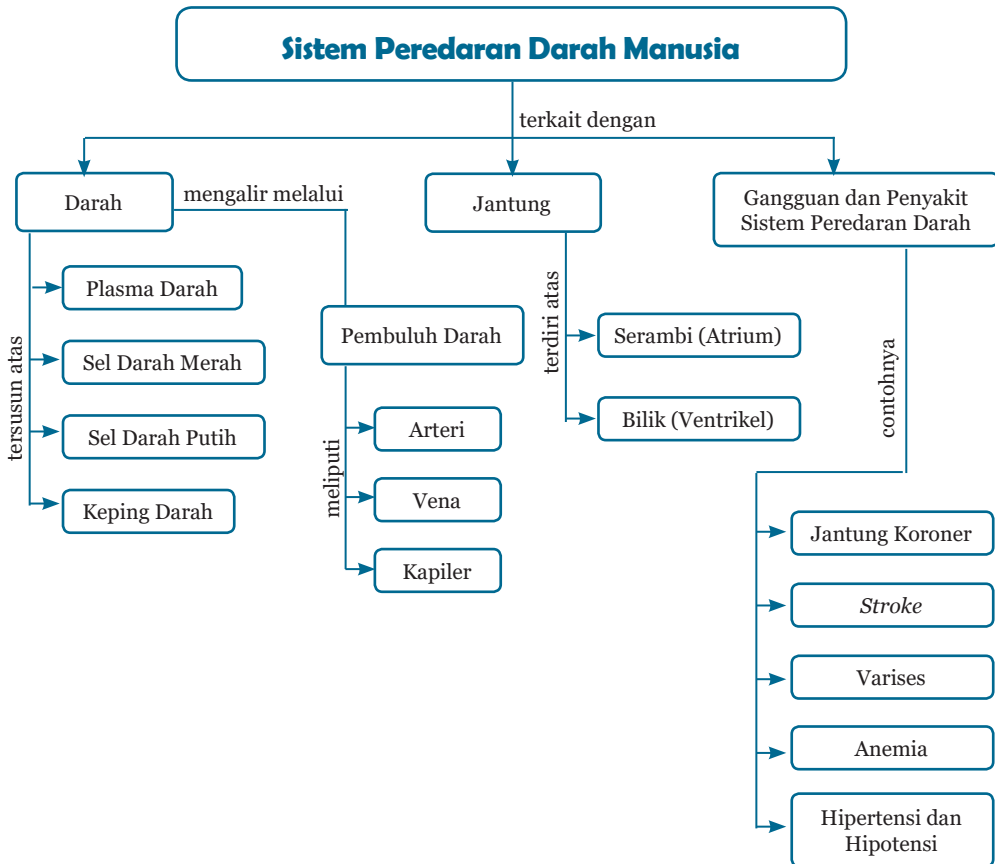 Sistem Peredaran Darah Manusia
terkait dengan
Darah
mengalir melalui
Jantung
Gangguan dan Penyakit
Sistem Peredaran Darah
tersusun atas
Plasma Darah
Sel Darah Merah
Sel Darah Putih
Keping Darah
Pembuluh Darah
meliputi
Arteri
Vena
Kapiler
terdiri atas
Serambi (Atrium)
Bilik (Ventrikel)
contohnya
Jantung Koroner
Stroke
Varises
Anemia
Hipertensi dan
Hipotensi